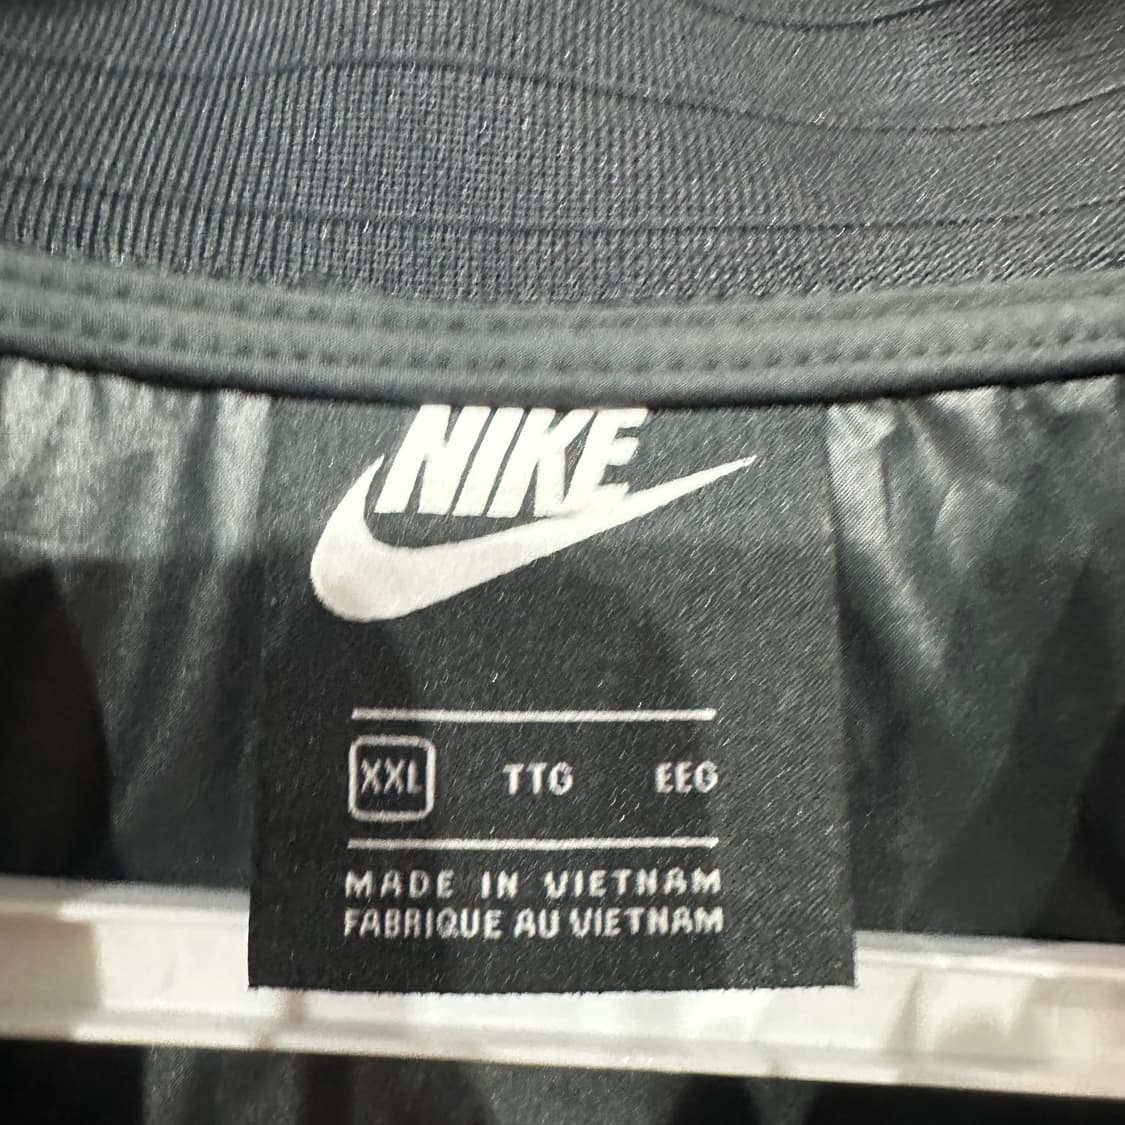 NIKE
XXL TTG EEG
MADE IN VIETNAM
FABRIQUE AU VIETNAM